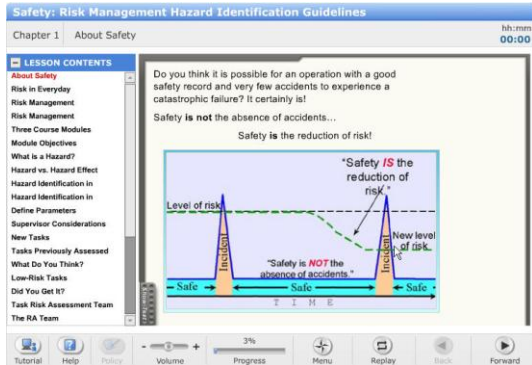 Safety: Risk Management Hazard Identification Guidelines
Chapter 1 About Safety
hh:mm
00:00
LESSON CONTENTS
About Safety
Risk in Everyday
Risk Management
Risk Management
Three Course Modules
Module Objectives
What is a Hazard?
Hazard vs. Hazard Effect
Hazard Identification in
Hazard Identification in
Define Parameters
Supervisor Considerations
New Tasks
Tasks Previously Assessed
What Do You Think?
Low-Risk Tasks
Did You Get It?
Task Risk Assessment Team
The RA Team
Do you think it is possible for an operation with a good
safety record and very few accidents to experience a
catastrophic failure? It certainly is!
Safety is not the absence of accidents...
Safety is the reduction of risk!
"Safety IS the
reduction of
risk."
Level of risk
New level
of risk
Incident
Incident
"Safety is NOT the
absence of accidents."
Safe
Safe
Safe
TIME
3%
Tutorial
Help
Policy
- +
Volume
Progress
Menu
Replay
Back
Forward